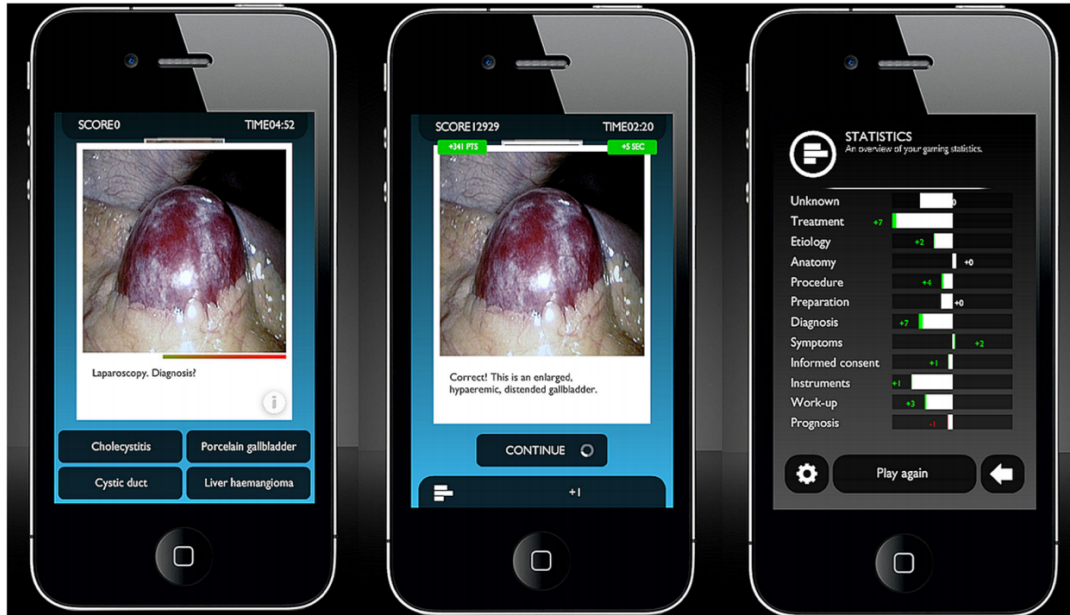 SCORE0 TIME04:52
Laparoscopy. Diagnosis?
i
Cholecystitis Porcelain gallbladder
Cystic duct Liver haemangioma
SCORE12929 TIME02:20
+341 PTS +5 SEC
Correct! This is an enlarged,
hypaeremic, distended gallbladder.
CONTINUE
+1
STATISTICS
An overview of your gaming statistics.
Unknown 0
Treatment +7
Etiology +2
Anatomy +0
Procedure +4
Preparation +0
Diagnosis +7
Symptoms +2
Informed consent +1
Instruments +1
Work-up +3
Prognosis -1
Play again